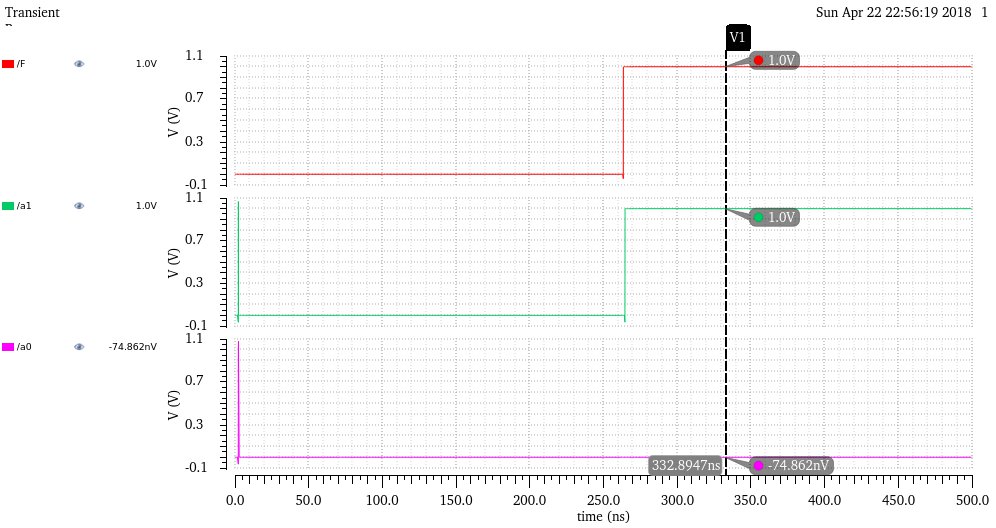 Transient Sun Apr 22 22:56:19 2018 1
V1
/F 1.0V 1.1 1.0V
0.7
V (V)
0.3
-0.1
/a1 1.0V 1.1 1.0V
0.7
V (V)
0.3
-0.1
/a0 -74.862nV 1.1
0.7
V (V)
0.3
-0.1 332.8947ns -74.862nV
0.0 50.0 100.0 150.0 200.0 250.0 300.0 350.0 400.0 450.0 500.0
time (ns)